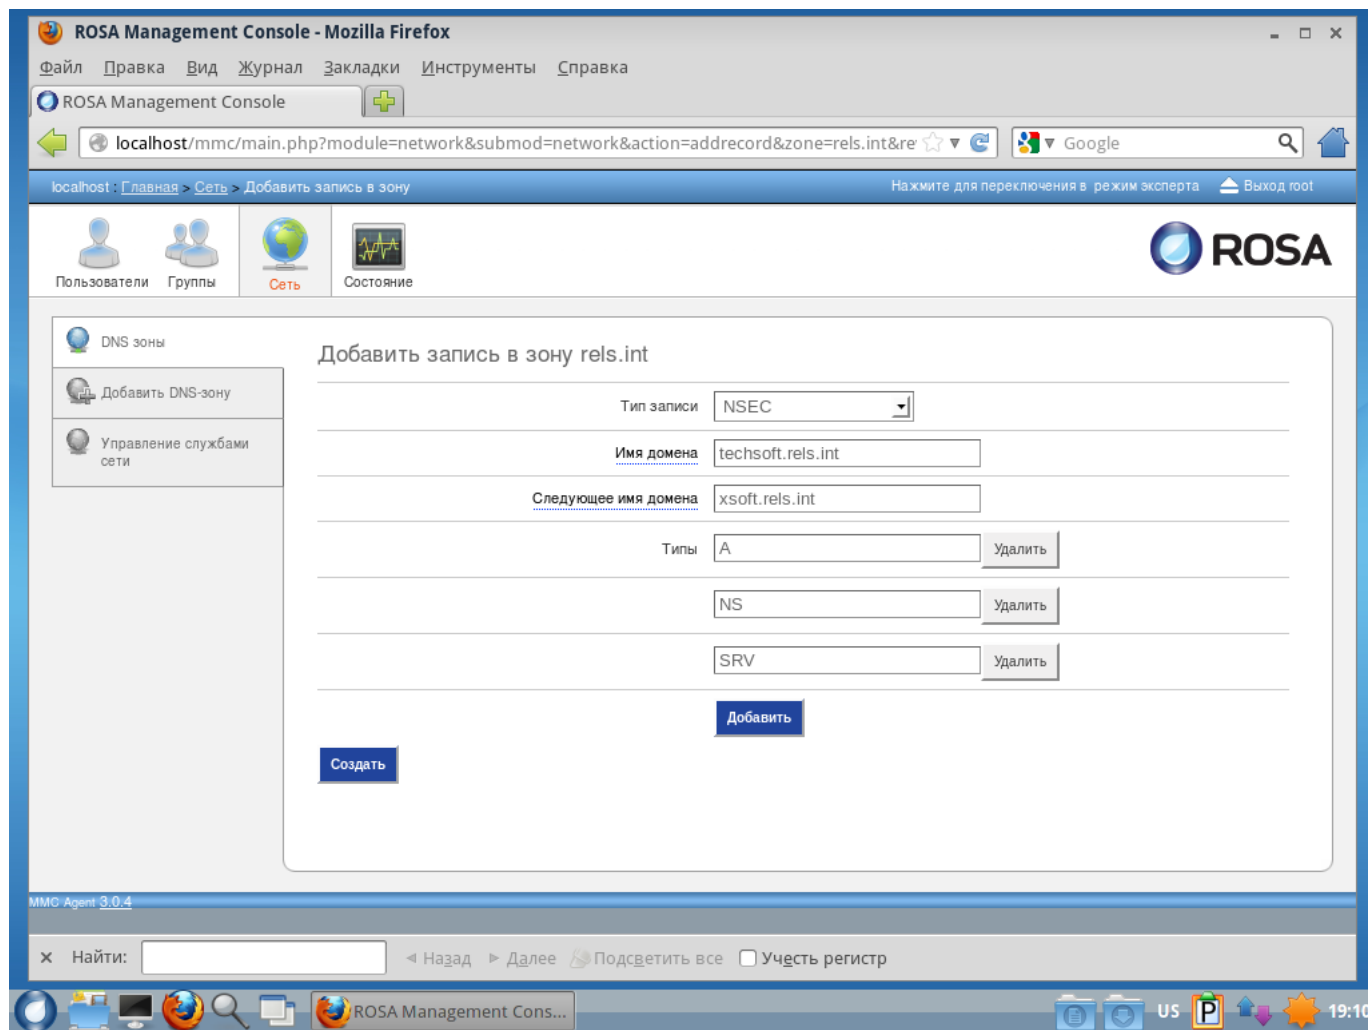 ROSA Management Console - Mozilla Firefox
Файл Правка Вид Журнал Закладки Инструменты Справка
ROSA Management Console
localhost/mmc/main.php?module=network&submod=network&action=addrecord&zone=rels.int&re
Google
localhost : Главная > Сеть > Добавить запись в зону
Нажмите для переключения в режим эксперта
Выход root
Пользователи Группы Сеть Состояние
ROSA
DNS зоны
Добавить DNS-зону
Управление службами
сети
Добавить запись в зону rels.int
Тип записи NSEC
Имя домена techsoft.rels.int
Следующее имя домена xsoft.rels.int
Типы A Удалить
NS Удалить
SRV Удалить
Добавить
Создать
MMC Agent 3.0.4
× Найти: Назад Далее Подсветить все Учесть регистр
ROSA Management Cons...
US P 19:10